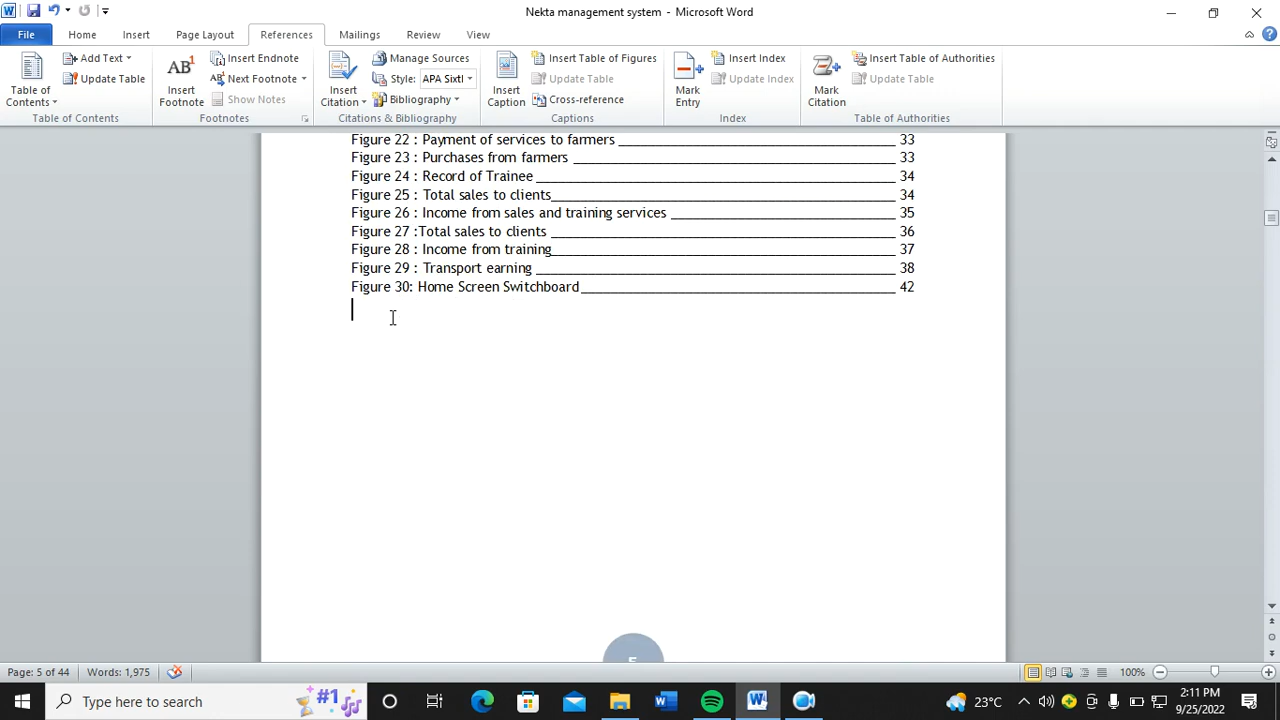 Nekta management system - Microsoft Word
File Home Insert Page Layout References Mailings Review View
Table of Contents
Add Text
Update Table
Table of Contents
AB1
Insert Footnote
Insert Endnote
AB1 Next Footnote
Show Notes
Footnotes
Insert Citation
Manage Sources
Style: APA Sixtl
Bibliography
Citations & Bibliography
Insert Caption
Insert Table of Figures
Update Table
Cross-reference
Captions
Mark Entry
Insert Index
Update Index
Index
Mark Citation
Insert Table of Authorities
Update Table
Table of Authorities
Figure 22 : Payment of services to farmers 33
Figure 23 : Purchases from farmers 33
Figure 24 : Record of Trainee 34
Figure 25 : Total sales to clients 34
Figure 26 : Income from sales and training services 35
Figure 27 :Total sales to clients 36
Figure 28 : Income from training 37
Figure 29 : Transport earning 38
Figure 30: Home Screen Switchboard 42
Page: 5 of 44 Words: 1,975 100%
Type here to search #1 23°C 2:11 PM
9/25/2022